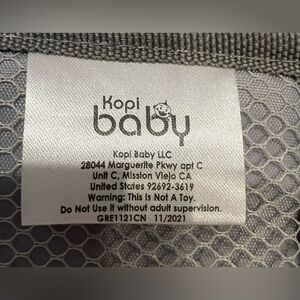 Kopi
baby
Kopi Baby LLC
28044 Marguerite Pkwy apt C
Unit C, Mission Viejo CA
United States 92692-3619
Warning: This Is Not A Toy.
Do Not Use it without adult supervision.
GRE1121CN 11/2021